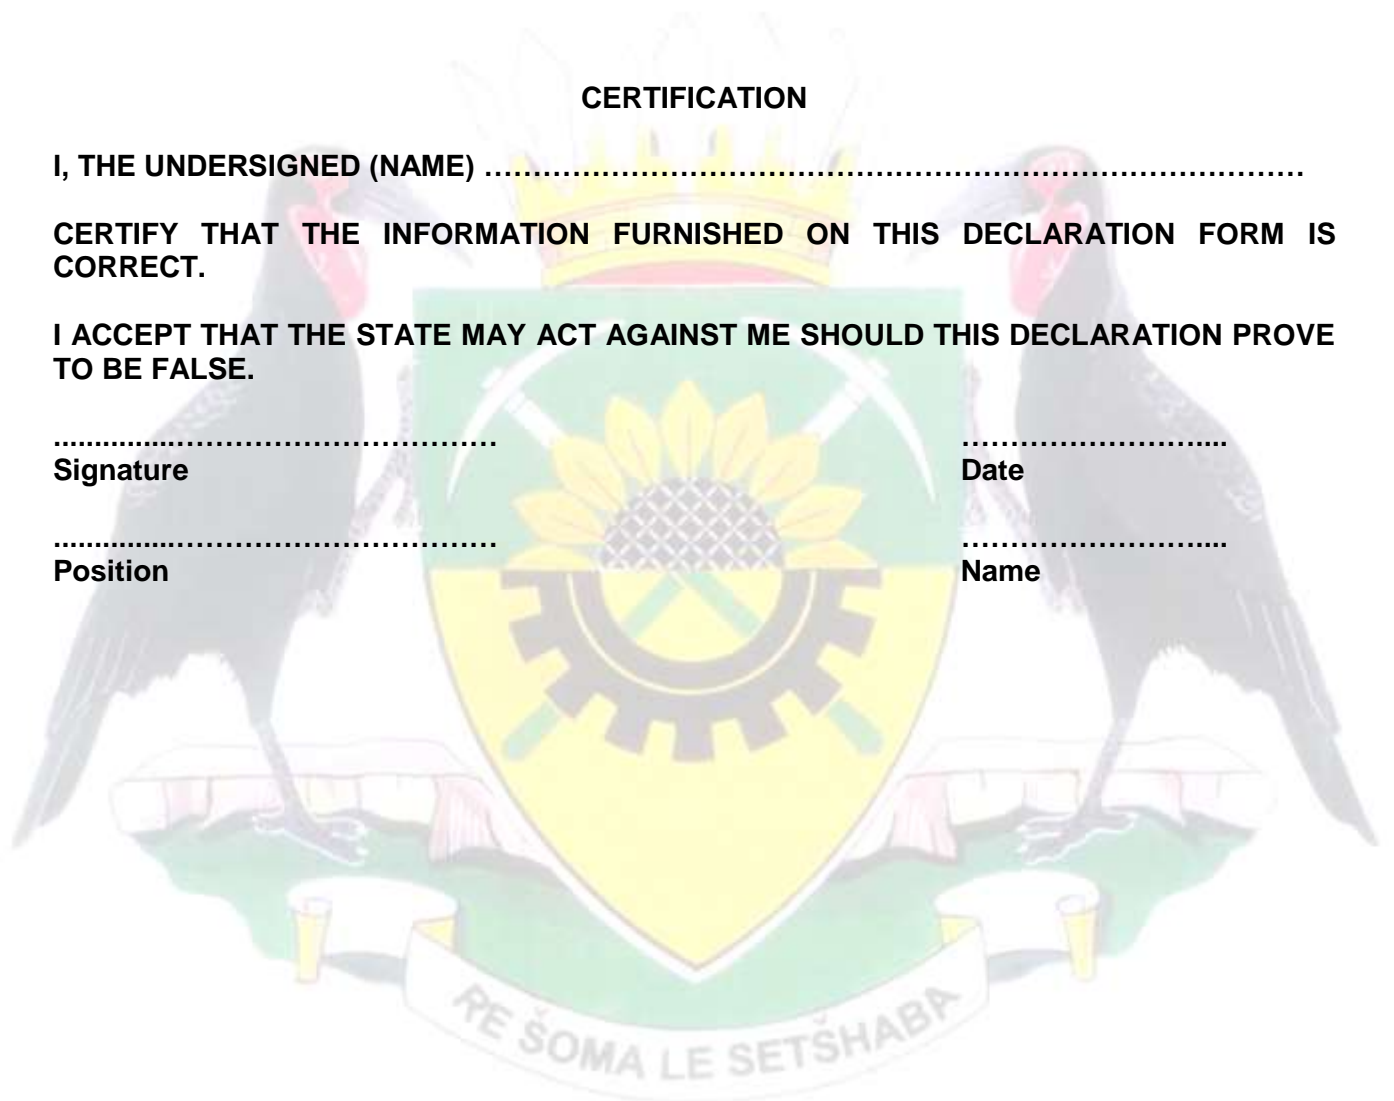 CERTIFICATION
I, THE UNDERSIGNED (NAME) ………………………………………………………………………
CERTIFY THAT THE INFORMATION FURNISHED ON THIS DECLARATION FORM IS
CORRECT.
I ACCEPT THAT THE STATE MAY ACT AGAINST ME SHOULD THIS DECLARATION PROVE
TO BE FALSE.
...............…………………………… ……………………....
Signature Date
...............…………………………… ……………………....
Position Name
RE ŠOMA LE SETŠHABA